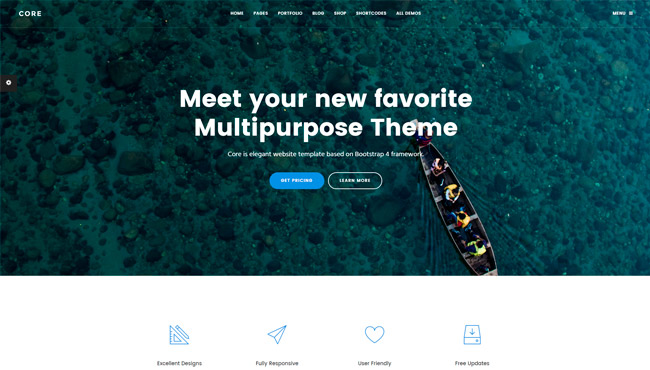 CORE
HOME PAGES PORTFOLIO BLOG SHOP SHORTCODES ALL DEMOS
MENU
Meet your new favorite
Multipurpose Theme
Core is elegant website template based on Bootstrap 4 framework.
GET PRICING LEARN MORE
Excellent Designs Fully Responsive User Friendly Free Updates